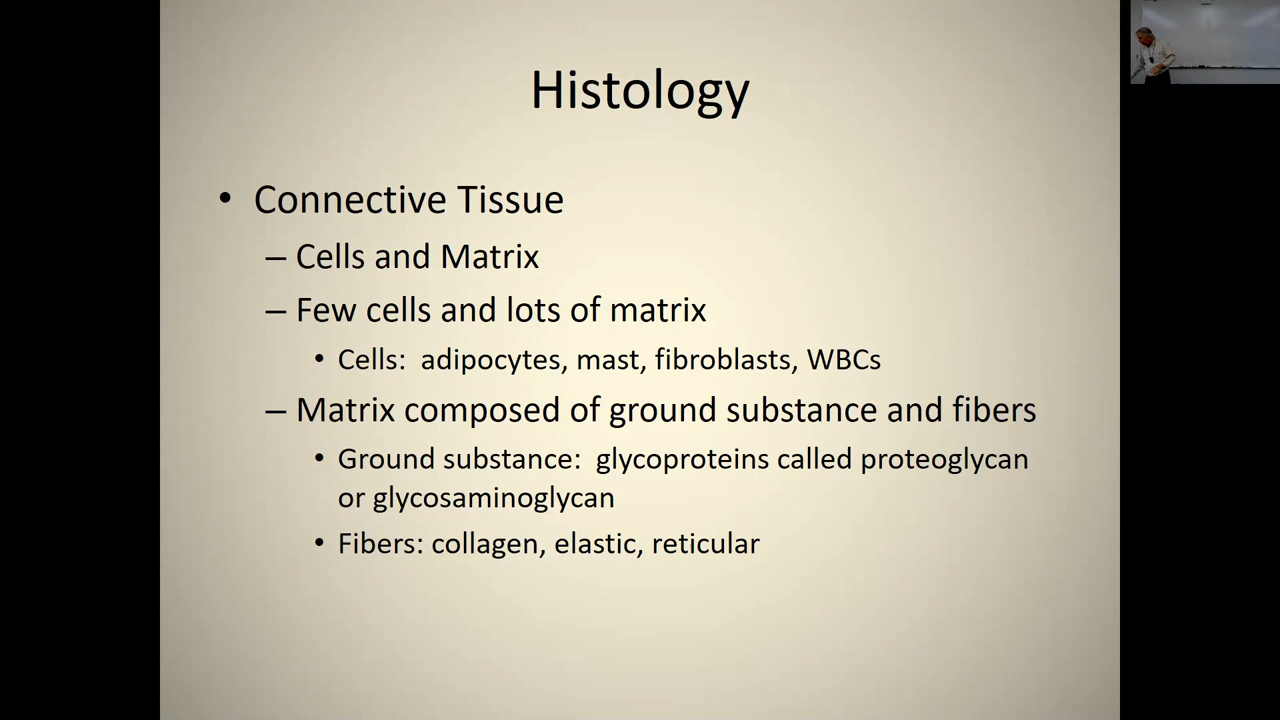 Histology
• Connective Tissue
– Cells and Matrix
– Few cells and lots of matrix
• Cells:  adipocytes, mast, fibroblasts, WBCs
– Matrix composed of ground substance and fibers
• Ground substance:  glycoproteins called proteoglycan
or glycosaminoglycan
• Fibers: collagen, elastic, reticular